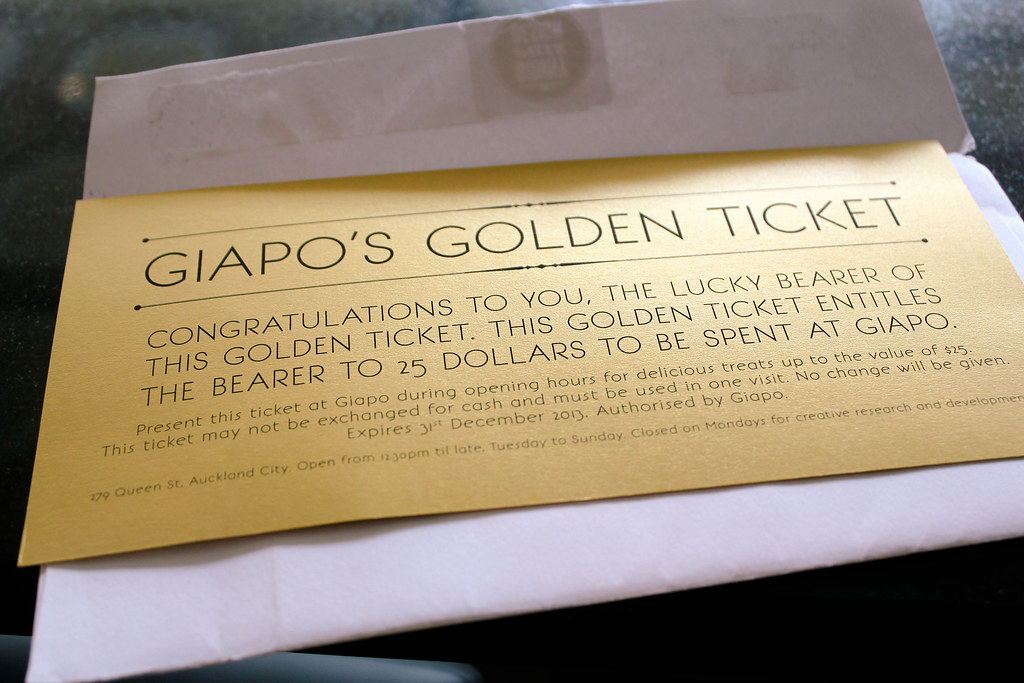 GIAPO'S GOLDEN TICKET
CONGRATULATIONS TO YOU, THE LUCKY BEARER OF
THIS GOLDEN TICKET. THIS GOLDEN TICKET ENTITLES
THE BEARER TO 25 DOLLARS TO BE SPENT AT GIAPO.
Present this ticket at Giapo during opening hours for delicious treats up to the value of $25.
This ticket may not be exchanged for cash and must be used in one visit. No change will be given.
Expires 31st December 2013. Authorised by Giapo.
279 Queen St, Auckland City. Open from 12.30pm til late, Tuesday to Sunday. Closed on Mondays for creative research and developmen